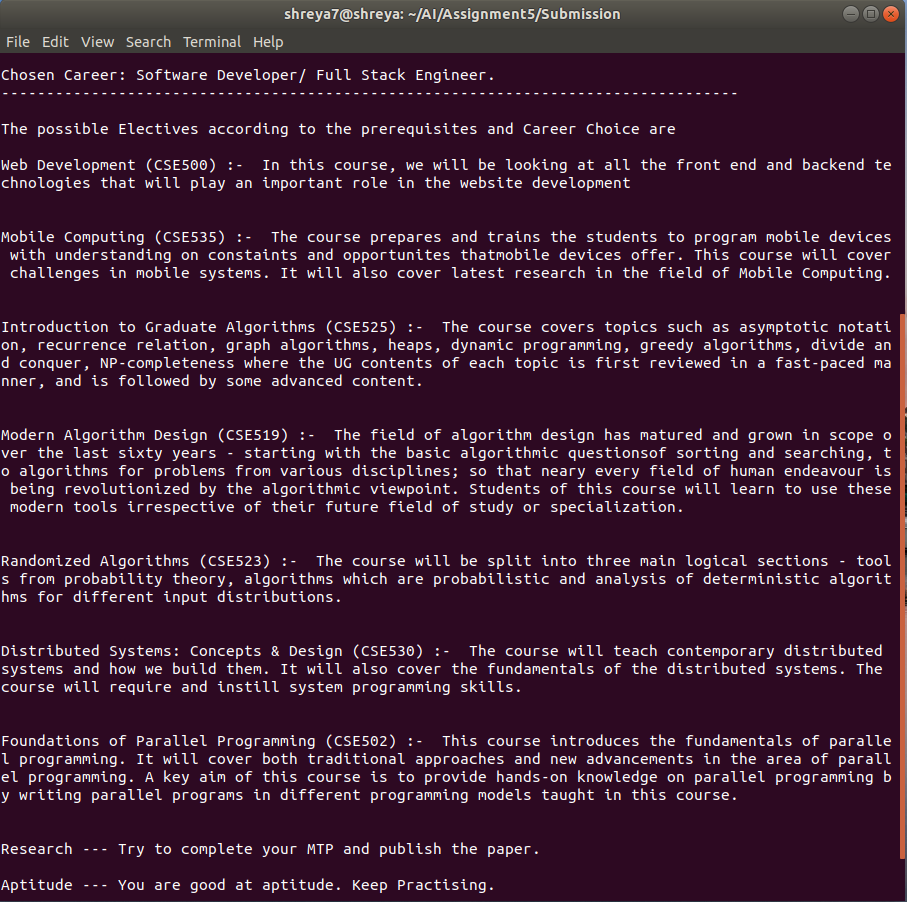 shreya7@shreya: ~/AI/Assignment5/Submission
File Edit View Search Terminal Help
Chosen Career: Software Developer/ Full Stack Engineer.
----------------------------------------------------------------------------------
The possible Electives according to the prerequisites and Career Choice are
Web Development (CSE500) :-  In this course, we will be looking at all the front end and backend te
chnologies that will play an important role in the website development
Mobile Computing (CSE535) :-  The course prepares and trains the students to program mobile devices
 with understanding on constaints and opportunites thatmobile devices offer. This course will cover
 challenges in mobile systems. It will also cover latest research in the field of Mobile Computing.
Introduction to Graduate Algorithms (CSE525) :-  The course covers topics such as asymptotic notati
on, recurrence relation, graph algorithms, heaps, dynamic programming, greedy algorithms, divide an
d conquer, NP-completeness where the UG contents of each topic is first reviewed in a fast-paced ma
nner, and is followed by some advanced content.
Modern Algorithm Design (CSE519) :-  The field of algorithm design has matured and grown in scope o
ver the last sixty years - starting with the basic algorithmic questionsof sorting and searching, t
o algorithms for problems from various disciplines; so that neary every field of human endeavour is
 being revolutionized by the algorithmic viewpoint. Students of this course will learn to use these
 modern tools irrespective of their future field of study or specialization.
Randomized Algorithms (CSE523) :-  The course will be split into three main logical sections - tool
s from probability theory, algorithms which are probabilistic and analysis of deterministic algorit
hms for different input distributions.
Distributed Systems: Concepts & Design (CSE530) :-  The course will teach contemporary distributed
systems and how we build them. It will also cover the fundamentals of the distributed systems. The
course will require and instill system programming skills.
Foundations of Parallel Programming (CSE502) :-  This course introduces the fundamentals of paralle
l programming. It will cover both traditional approaches and new advancements in the area of parall
el programming. A key aim of this course is to provide hands-on knowledge on parallel programming b
y writing parallel programs in different programming models taught in this course.
Research --- Try to complete your MTP and publish the paper.
Aptitude --- You are good at aptitude. Keep Practising.